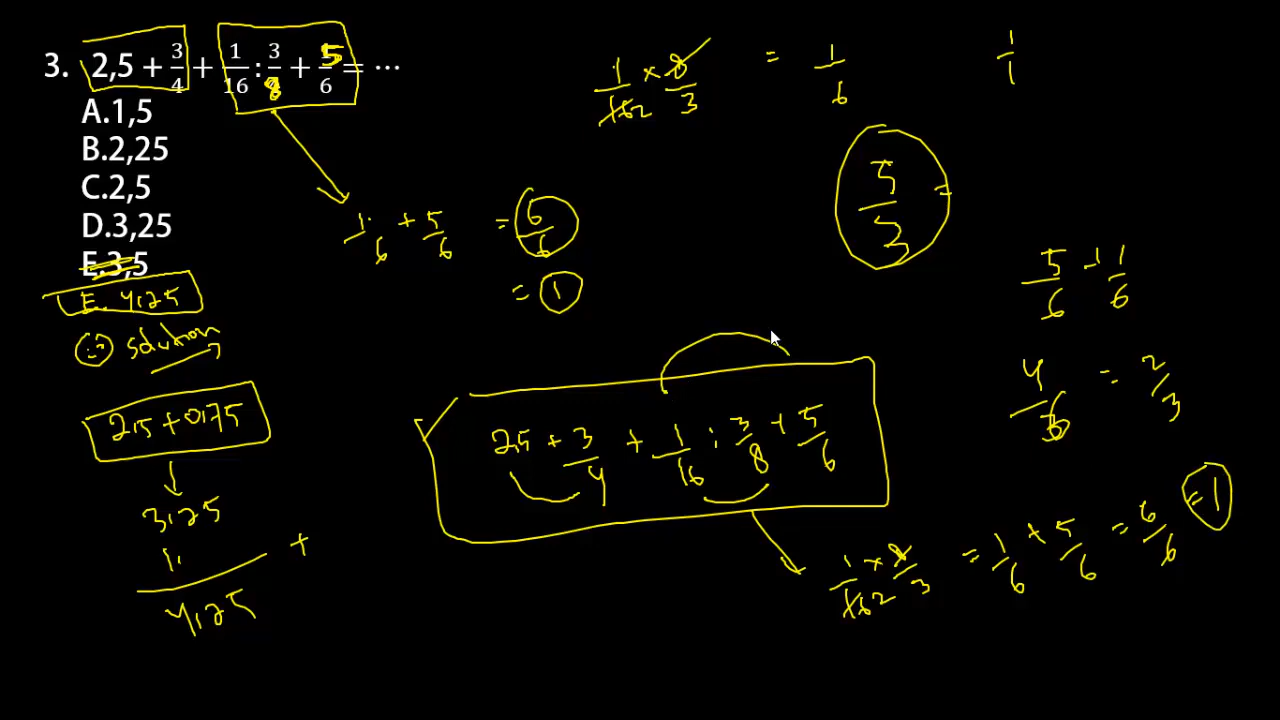 3. 2,5 + 3/4 + 1/16 : 3/8 + 5/6 = ...
A.1,5
B.2,25
C.2,5
D.3,25
E.3,5
E. 4,25
solution
2,5 + 0,75
3,25
1, +
4,25
1/16 2 × 8/3 = 1/6
1/1
1/6 + 5/6 = 6/6
= 1
5/3 =
5/6 - 1/6
4/6 = 2/3
2,5 + 3/4 + 1/16 : 3/8 + 5/6
1/16 2 × 8/3 = 1/6 + 5/6 = 6/6 = 1